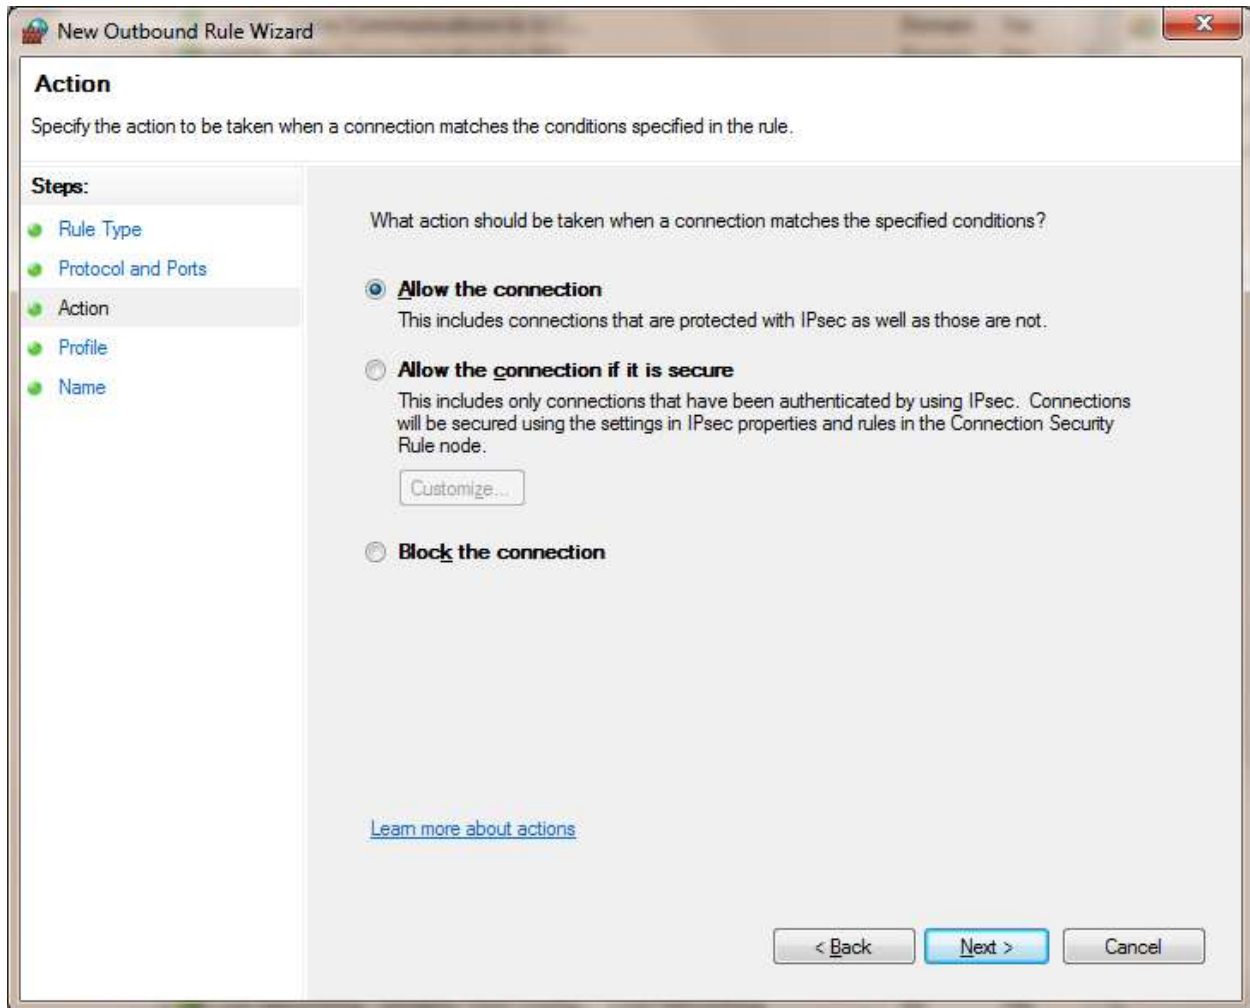 New Outbound Rule Wizard
Action
Specify the action to be taken when a connection matches the conditions specified in the rule.
Steps:
Rule Type
Protocol and Ports
Action
Profile
Name
What action should be taken when a connection matches the specified conditions?
Allow the connection
This includes connections that are protected with IPsec as well as those are not.
Allow the connection if it is secure
This includes only connections that have been authenticated by using IPsec. Connections
will be secured using the settings in IPsec properties and rules in the Connection Security
Rule node.
Customize...
Block the connection
Learn more about actions
< Back
Next >
Cancel